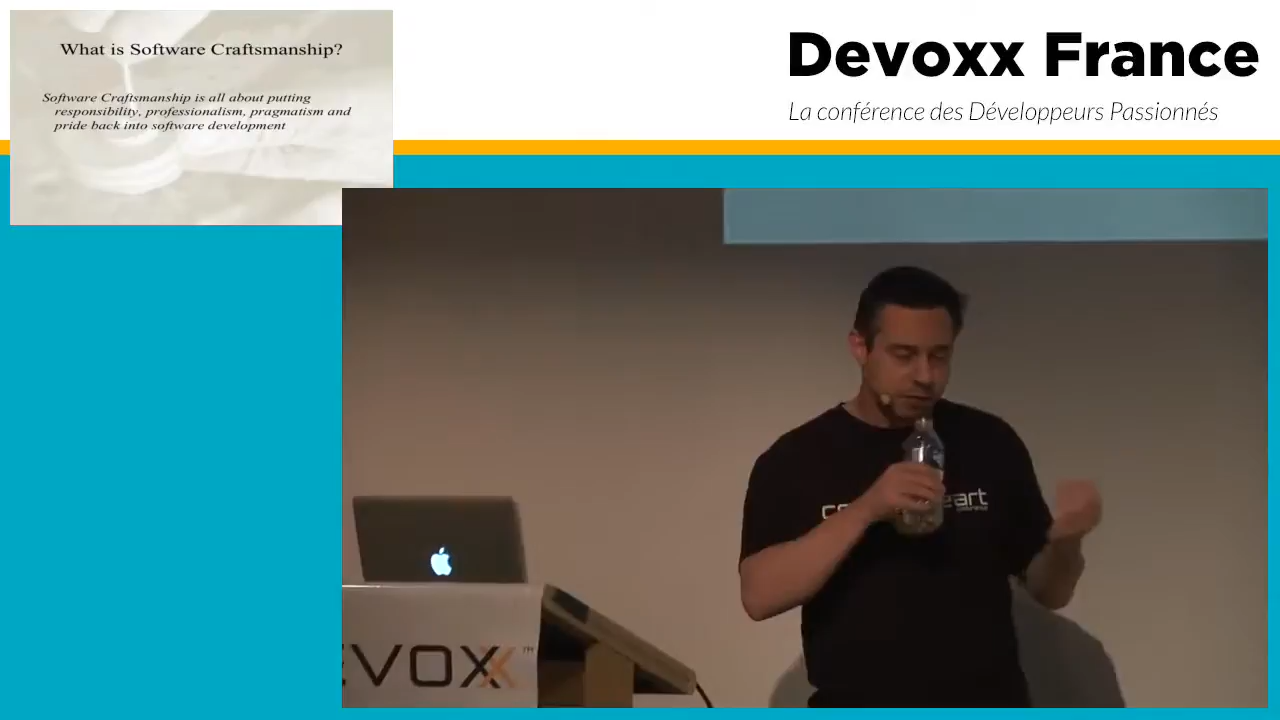 What is Software Craftsmanship?
Software Craftsmanship is all about putting
responsibility, professionalism, pragmatism and
pride back into software development
Devoxx France
La conférence des Développeurs Passionnés
EVOXX™